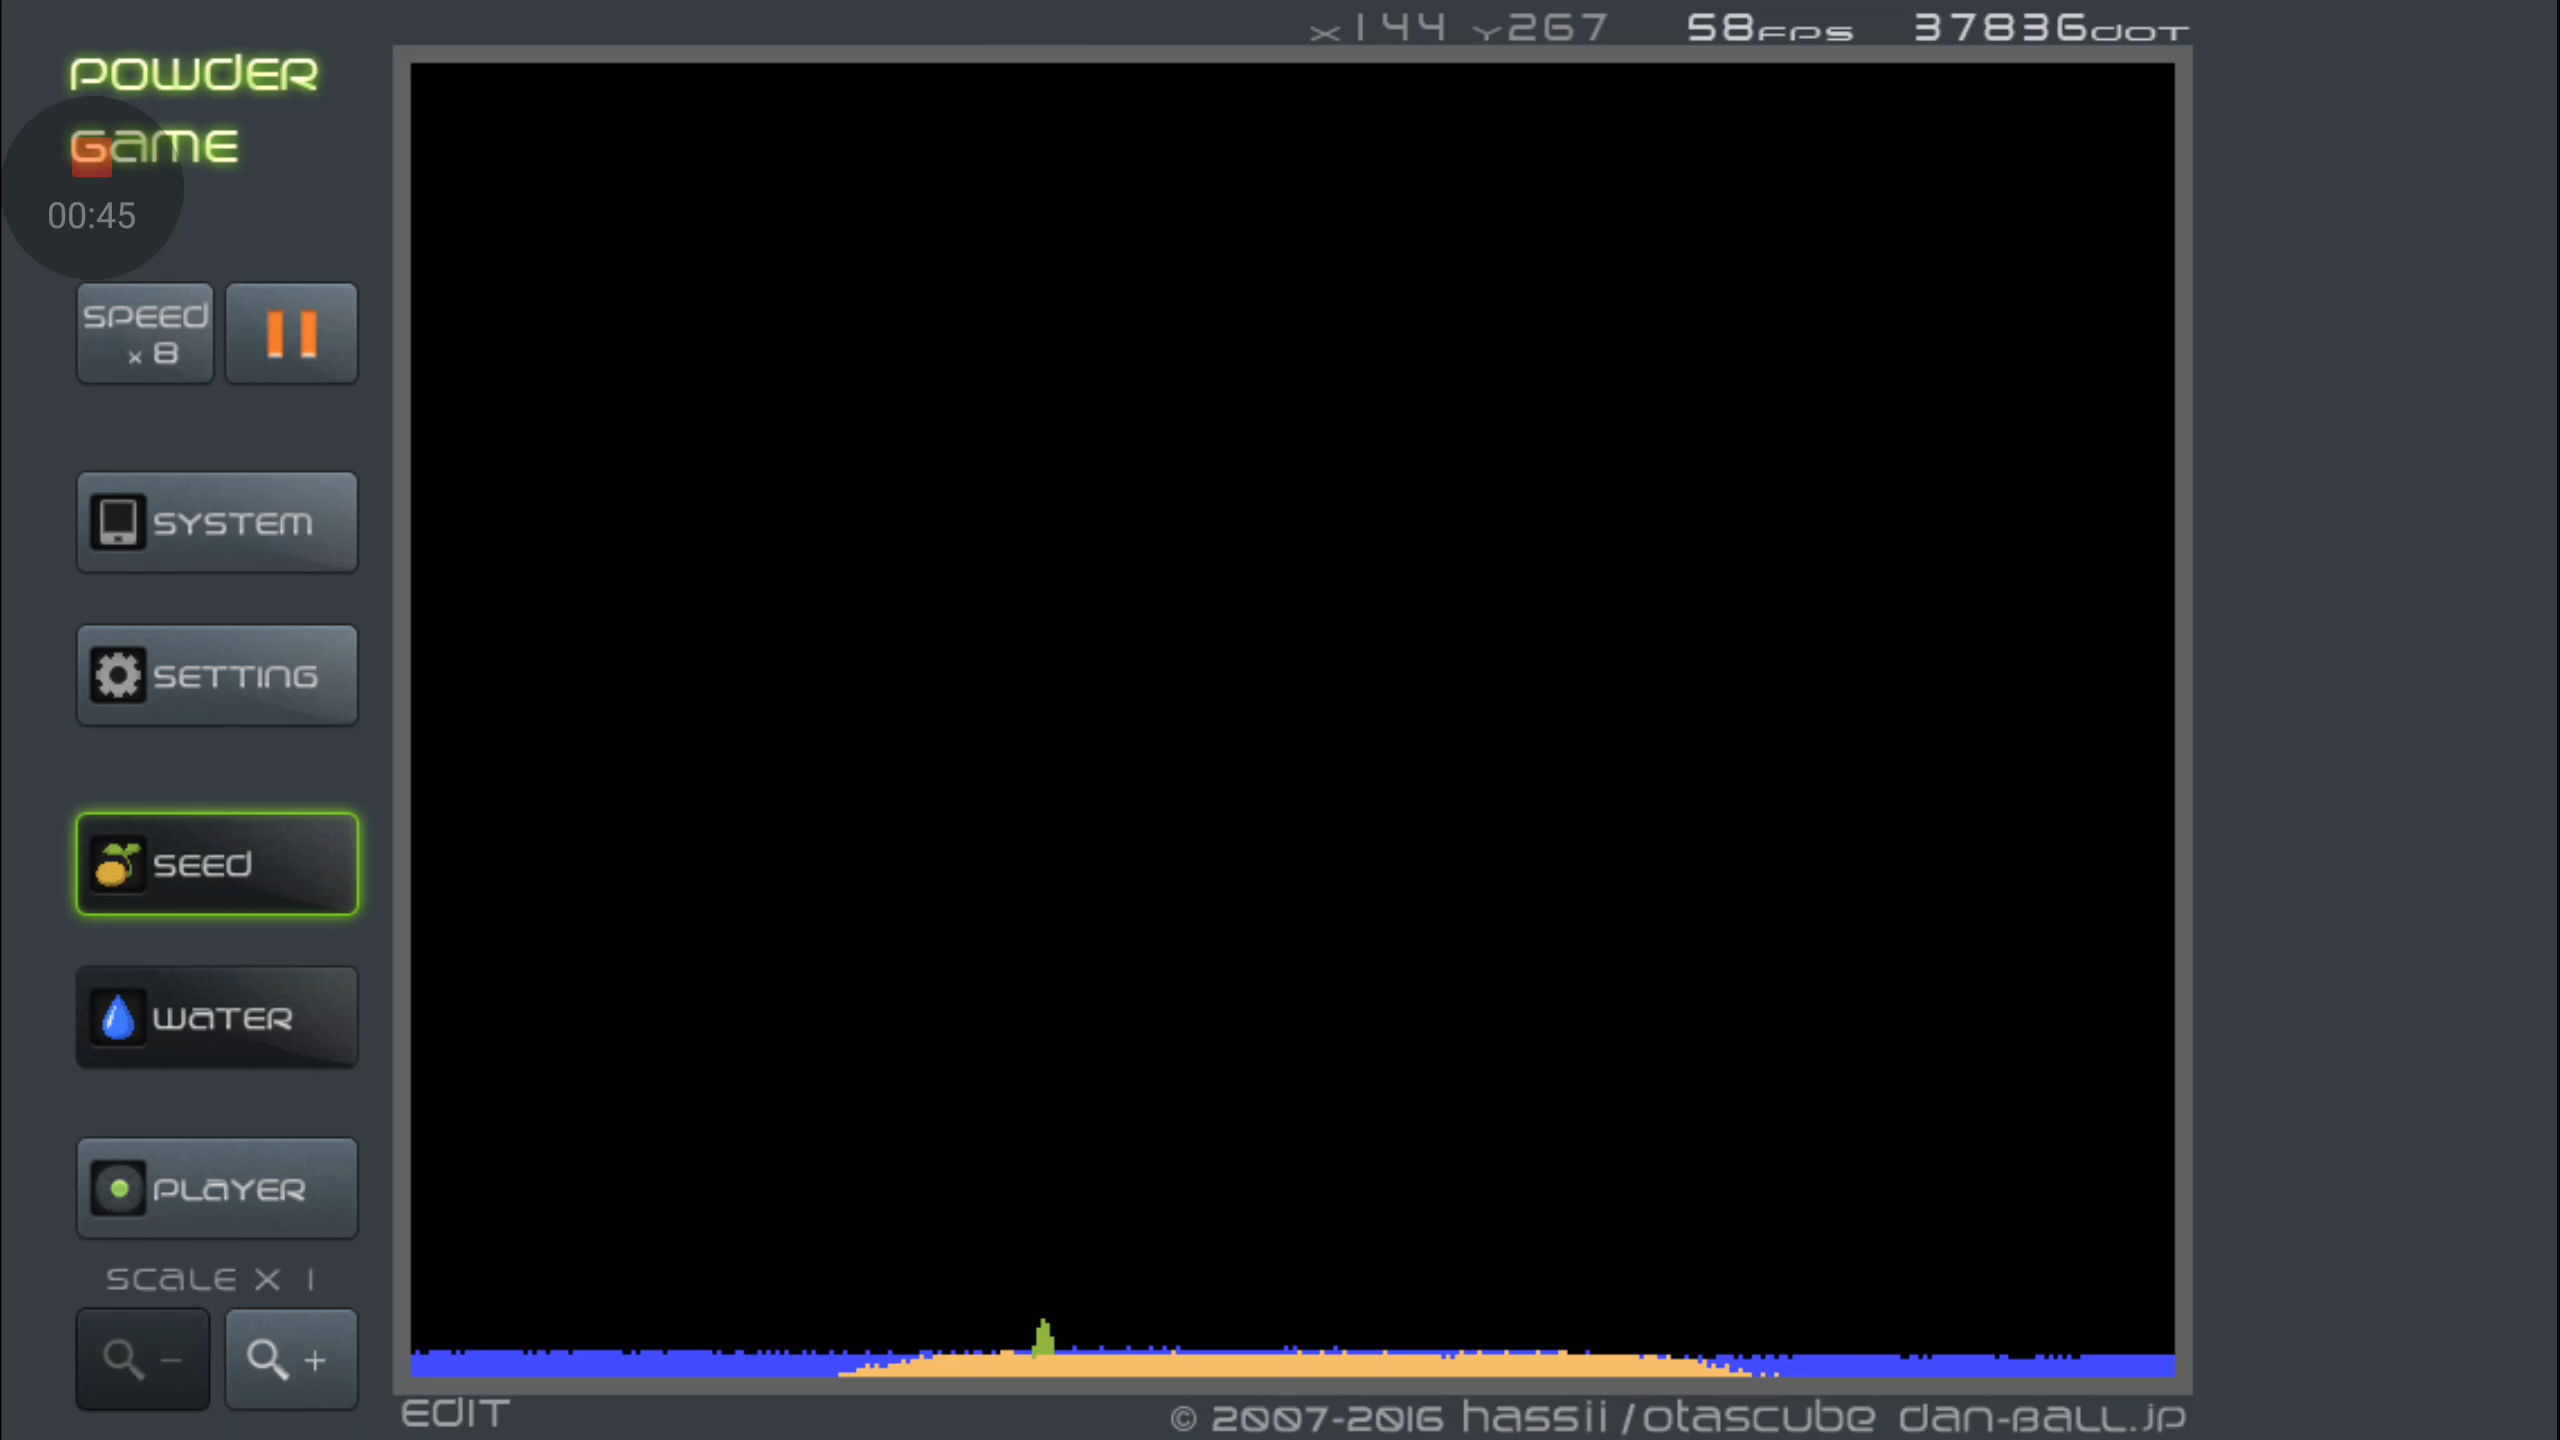 x144 y267 58fps 37836dot
POWDER
GAME
00:45
SPEED
x 8
SYSTEM
SETTING
SEED
WATER
PLAYER
SCALE X 1
EDIT
© 2007-2016 hassii/otascube dan-ball.jp